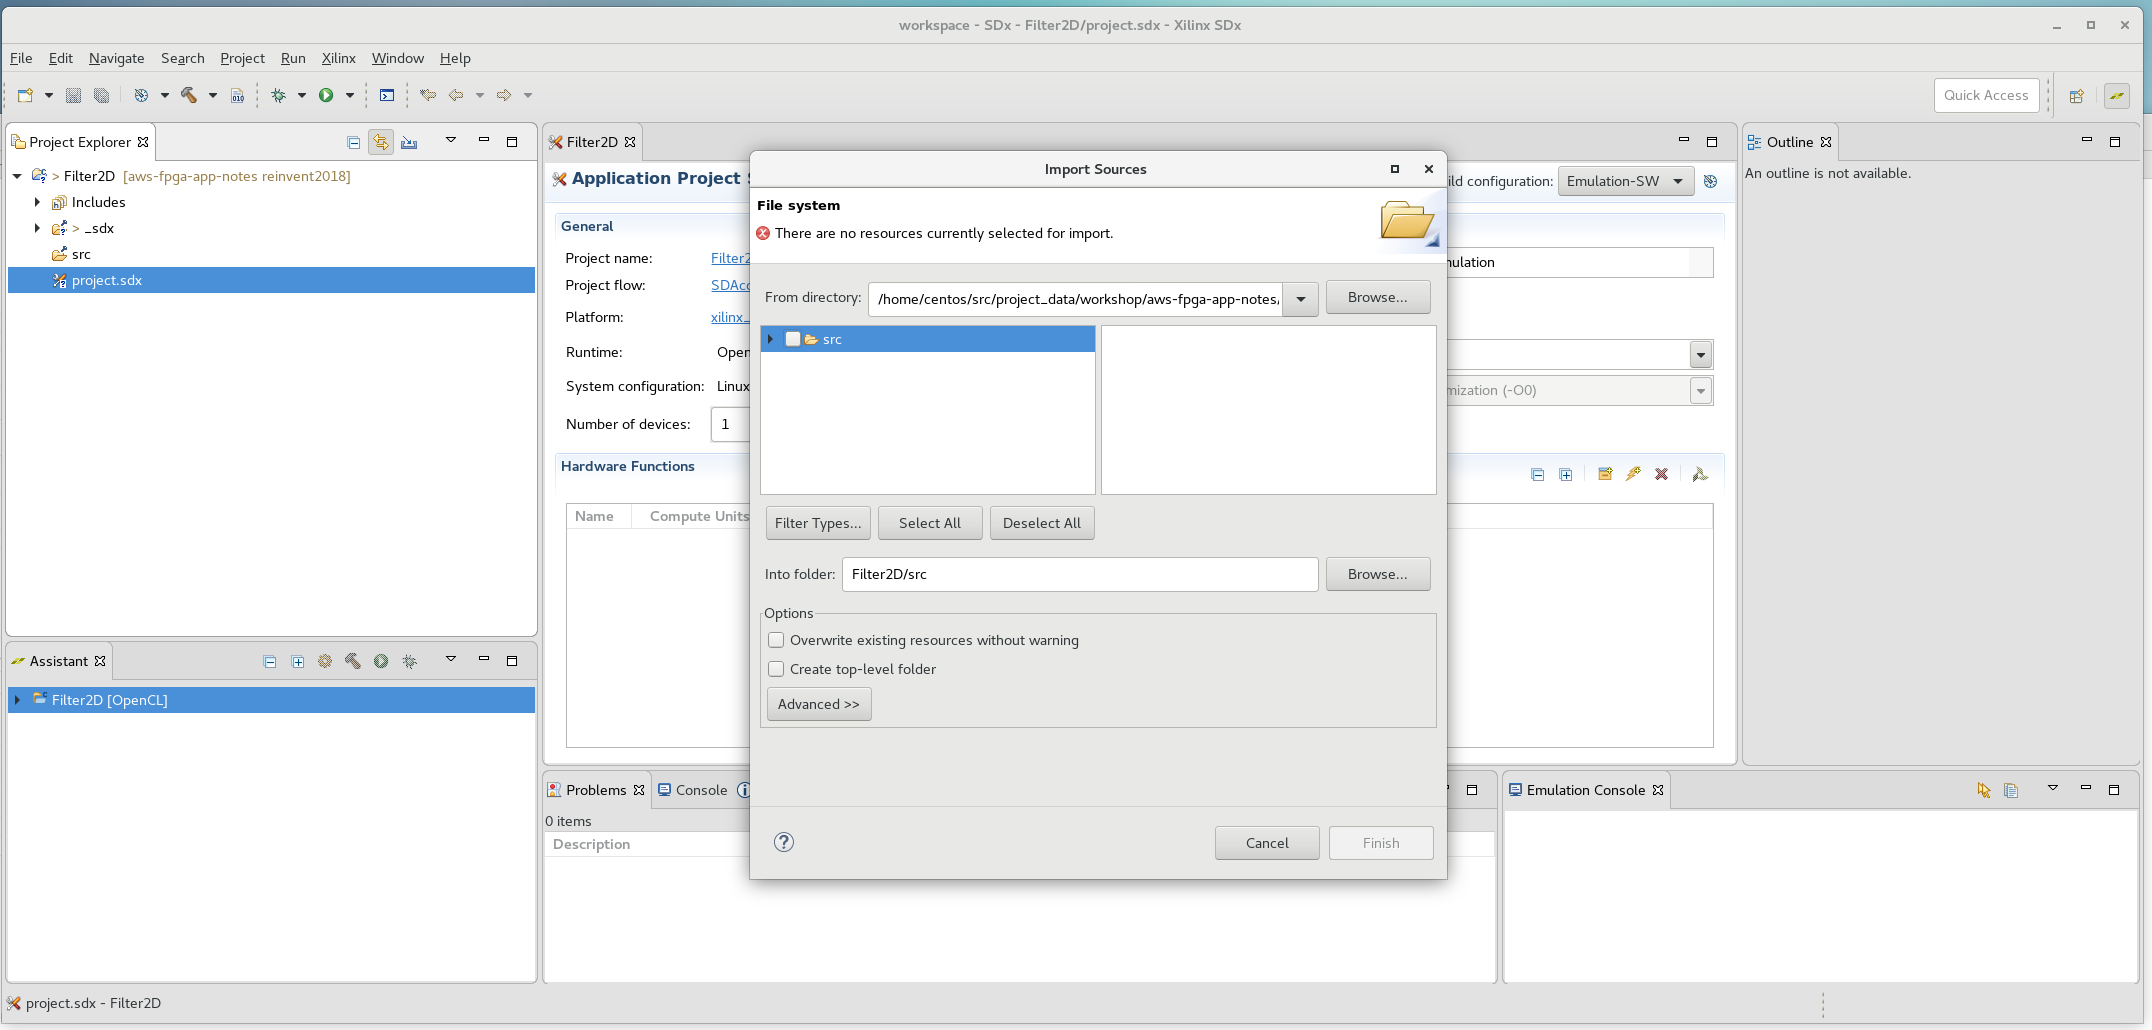 workspace - SDx - Filter2D/project.sdx - Xilinx SDx
File Edit Navigate Search Project Run Xilinx Window Help
Quick Access
Project Explorer
> Filter2D [aws-fpga-app-notes reinvent2018]
Includes
> _sdx
src
project.sdx
Assistant
Filter2D [OpenCL]
Filter2D
Application Project S
ild configuration: Emulation-SW
General
Project name: Filter2
Project flow: SDAcc
Platform: xilinx_
Runtime: Open
System configuration: Linux
Number of devices: 1
nulation
mization (-O0)
Hardware Functions
Name Compute Units
Import Sources
File system
There are no resources currently selected for import.
From directory: /home/centos/src/project_data/workshop/aws-fpga-app-notes/ Browse...
src
Filter Types... Select All Deselect All
Into folder: Filter2D/src Browse...
Options
Overwrite existing resources without warning
Create top-level folder
Advanced >>
Cancel Finish
Outline
An outline is not available.
Problems Console
0 items
Description
Emulation Console
project.sdx - Filter2D